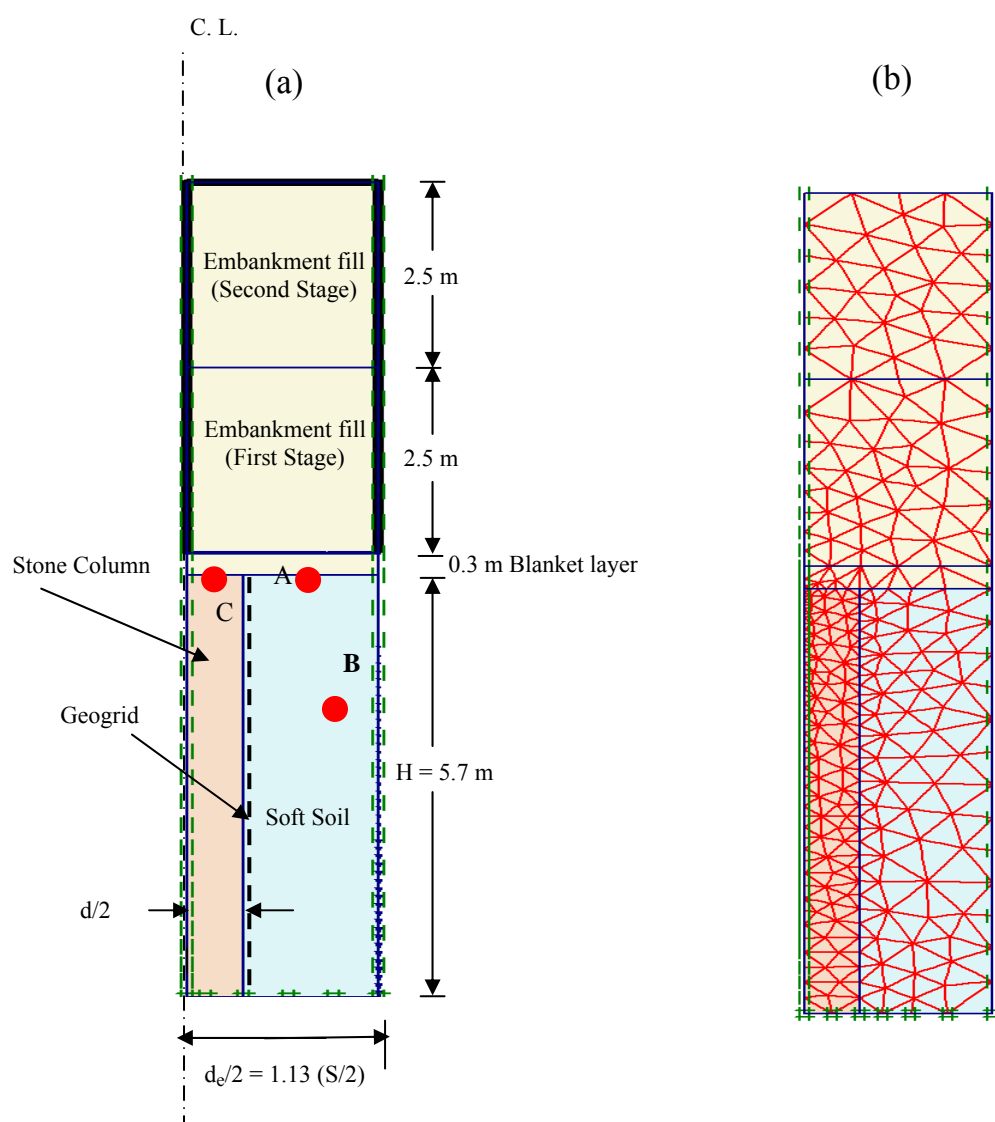 C. L.
(a)
(b)
Embankment fill
(Second Stage)
2.5 m
Embankment fill
(First Stage)
2.5 m
Stone Column
0.3 m Blanket layer
A
C
B
Geogrid
H = 5.7 m
Soft Soil
d/2
de/2 = 1.13 (S/2)